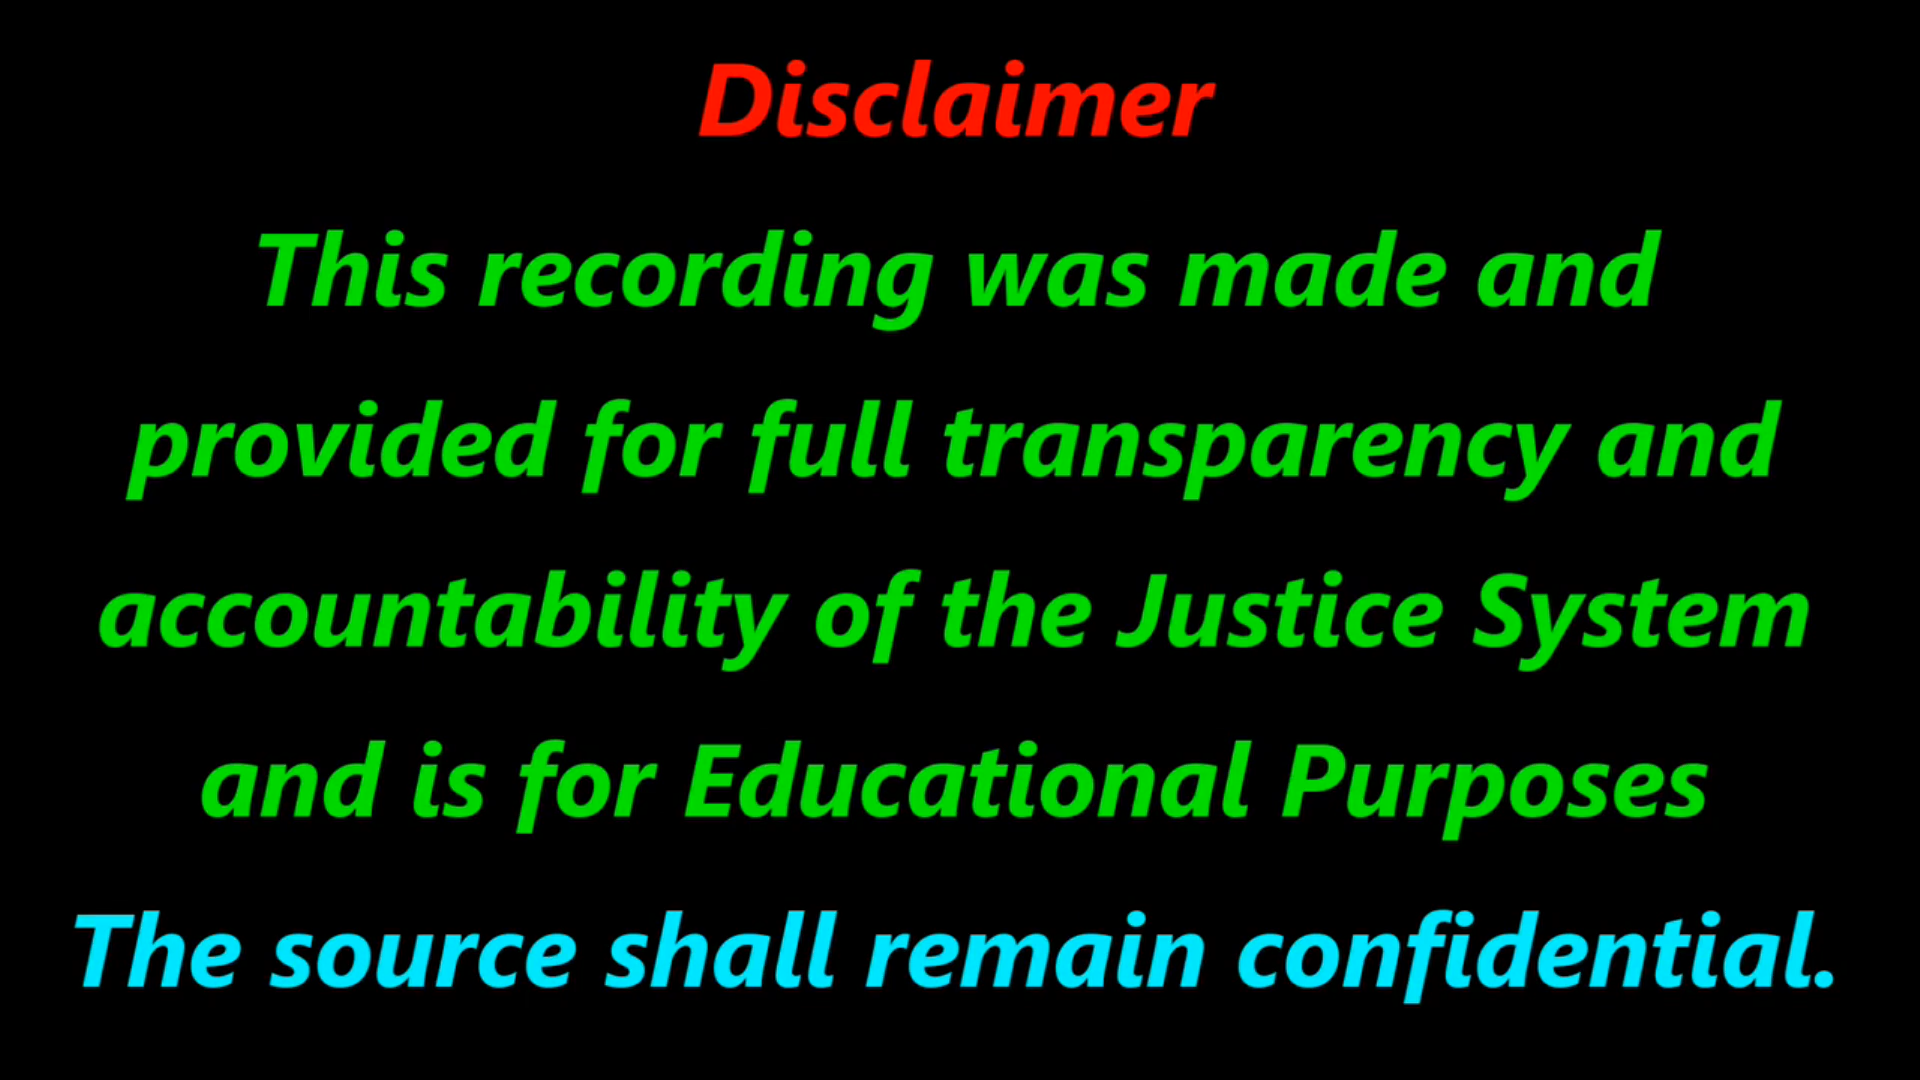 Disclaimer
This recording was made and
provided for full transparency and
accountability of the Justice System
and is for Educational Purposes
The source shall remain confidential.